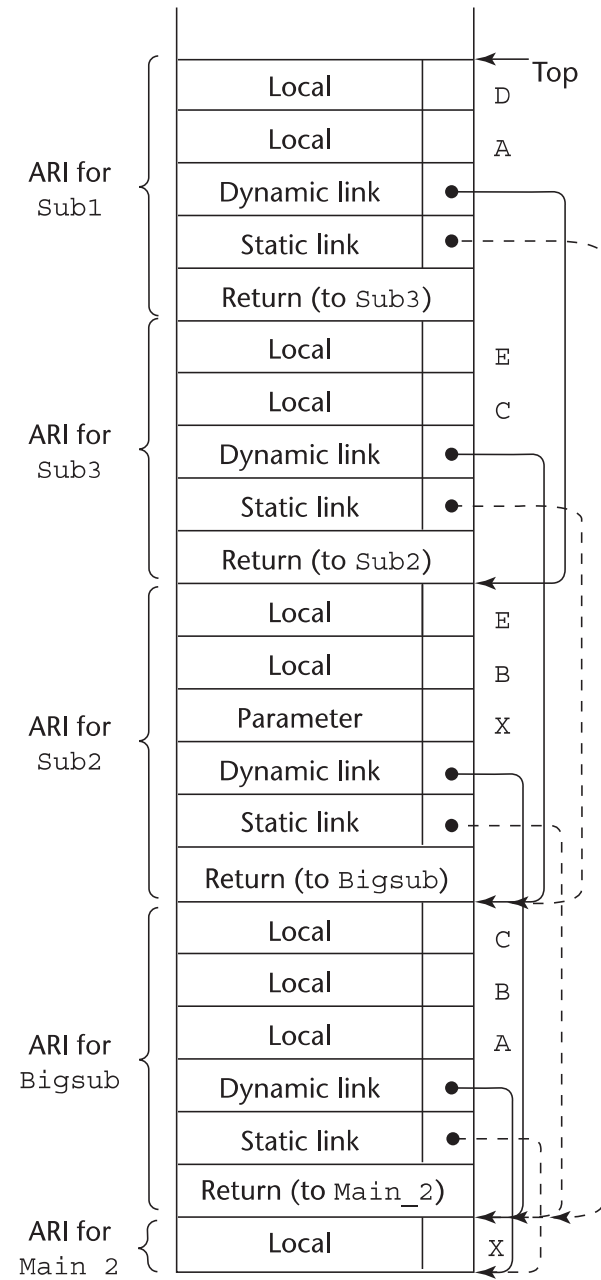 Top
Local D
Local A
ARI for
Sub1
Dynamic link
Static link
Return (to Sub3)
Local E
Local C
ARI for
Sub3
Dynamic link
Static link
Return (to Sub2)
Local E
Local B
Parameter X
ARI for
Sub2
Dynamic link
Static link
Return (to Bigsub)
Local C
Local B
Local A
ARI for
Bigsub
Dynamic link
Static link
Return (to Main_2)
ARI for
Main 2
Local X